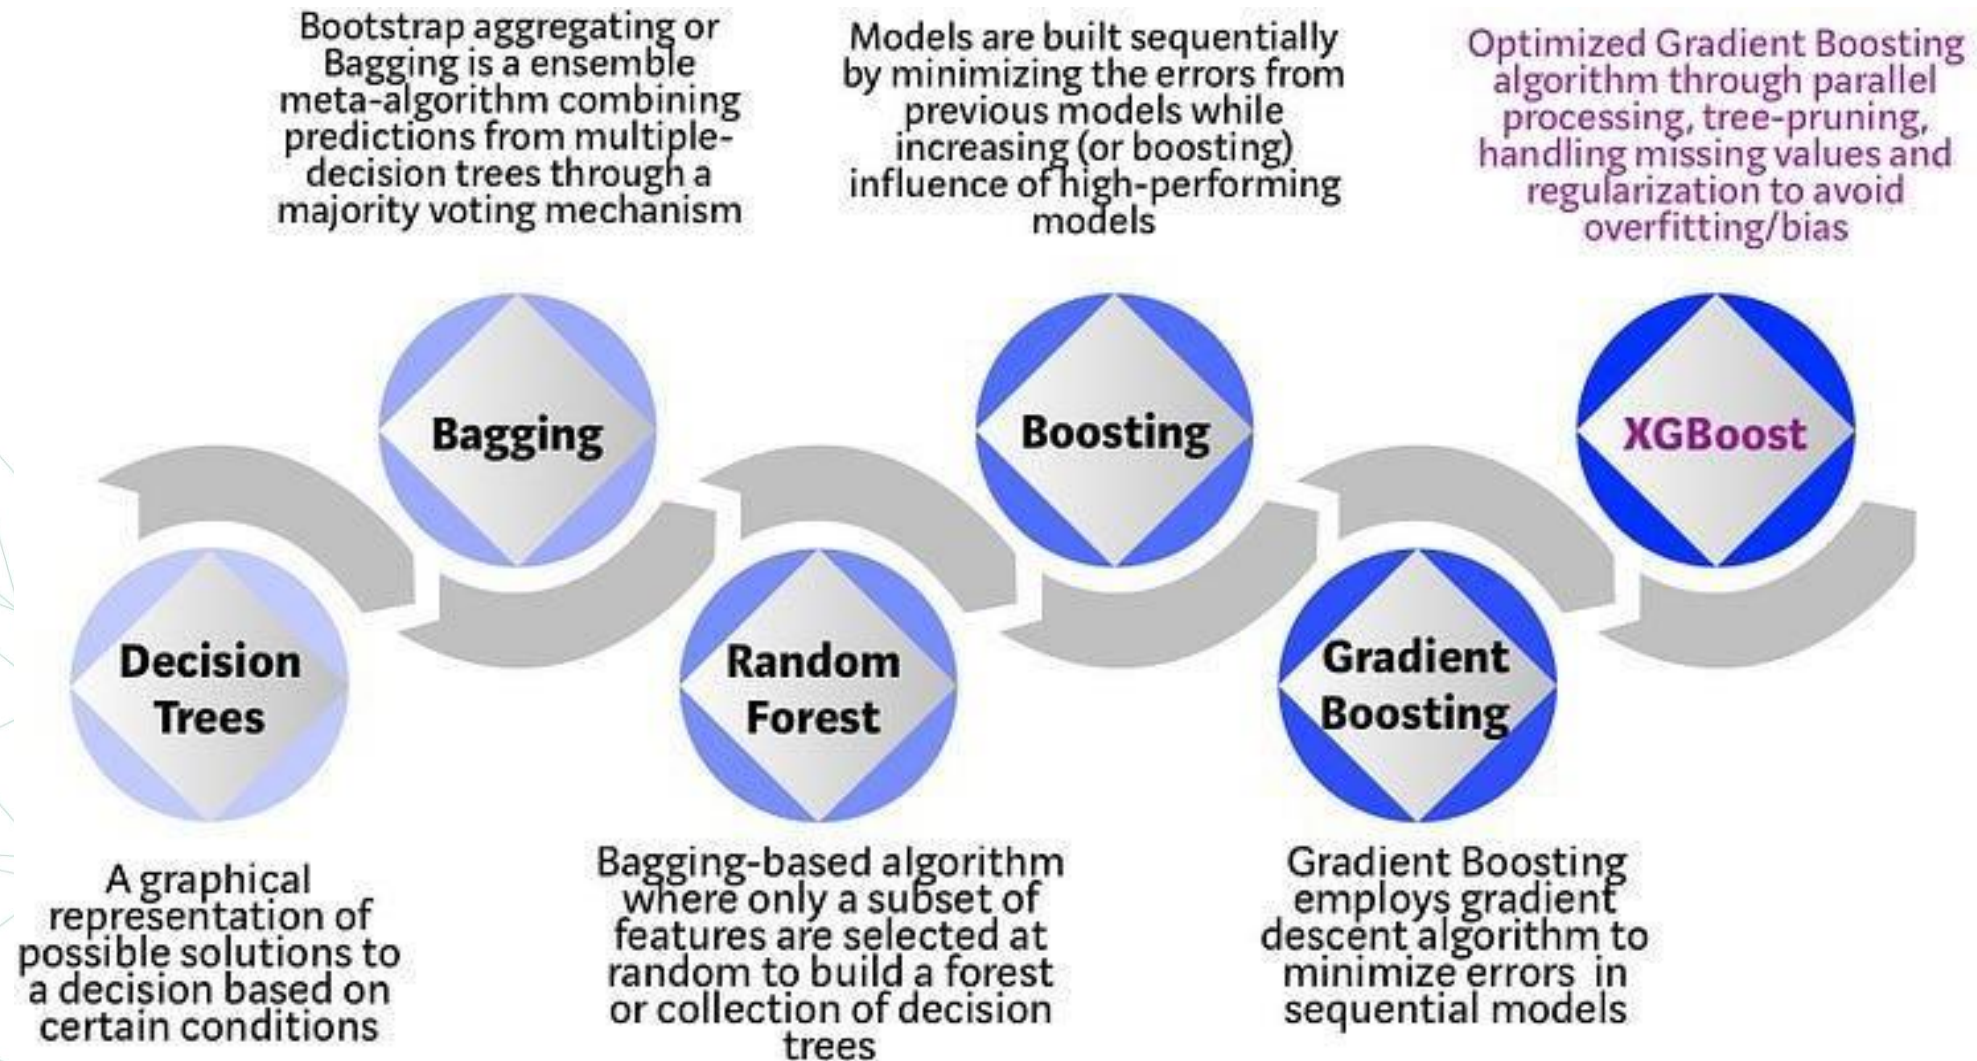 Bootstrap aggregating or
Bagging is a ensemble
meta-algorithm combining
predictions from multiple-
decision trees through a
majority voting mechanism
Models are built sequentially
by minimizing the errors from
previous models while
increasing (or boosting)
influence of high-performing
models
Optimized Gradient Boosting
algorithm through parallel
processing, tree-pruning,
handling missing values and
regularization to avoid
overfitting/bias
Bagging
Boosting
XGBoost
Decision
Trees
Random
Forest
Gradient
Boosting
A graphical
representation of
possible solutions to
a decision based on
certain conditions
Bagging-based algorithm
where only a subset of
features are selected at
random to build a forest
or collection of decision
trees
Gradient Boosting
employs gradient
descent algorithm to
minimize errors in
sequential models